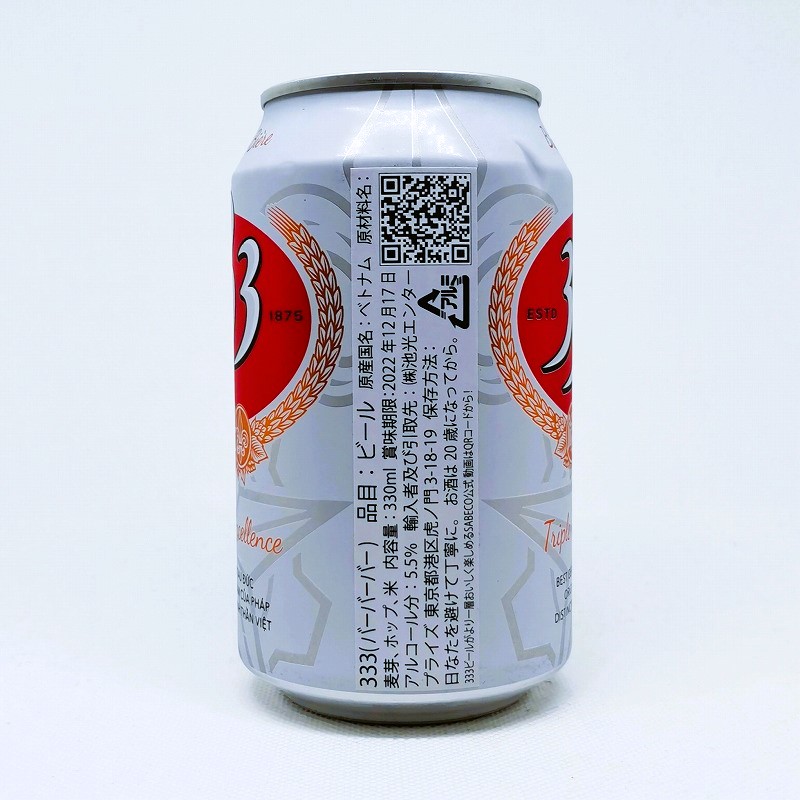 333(バーバーバー)　品目：ビール　原産国名：ベトナム　原材料名：
麦芽、ホップ、米　内容量：330ml　賞味期限：2022年12月17日
アルコール分：5.5%　輸入者及び引取先：㈱池光エンター
プライズ 東京都港区虎ノ門3-18-19　保存方法：
日なたを避けて丁寧に。　お酒は20歳になってから。
333ビールがより一層おいしく楽しめるSABECO公式動画はQRコードから！
アルミ
3
1875
ESTD
Triple
DỨC
CỦA PHÁP
THẦN VIỆT